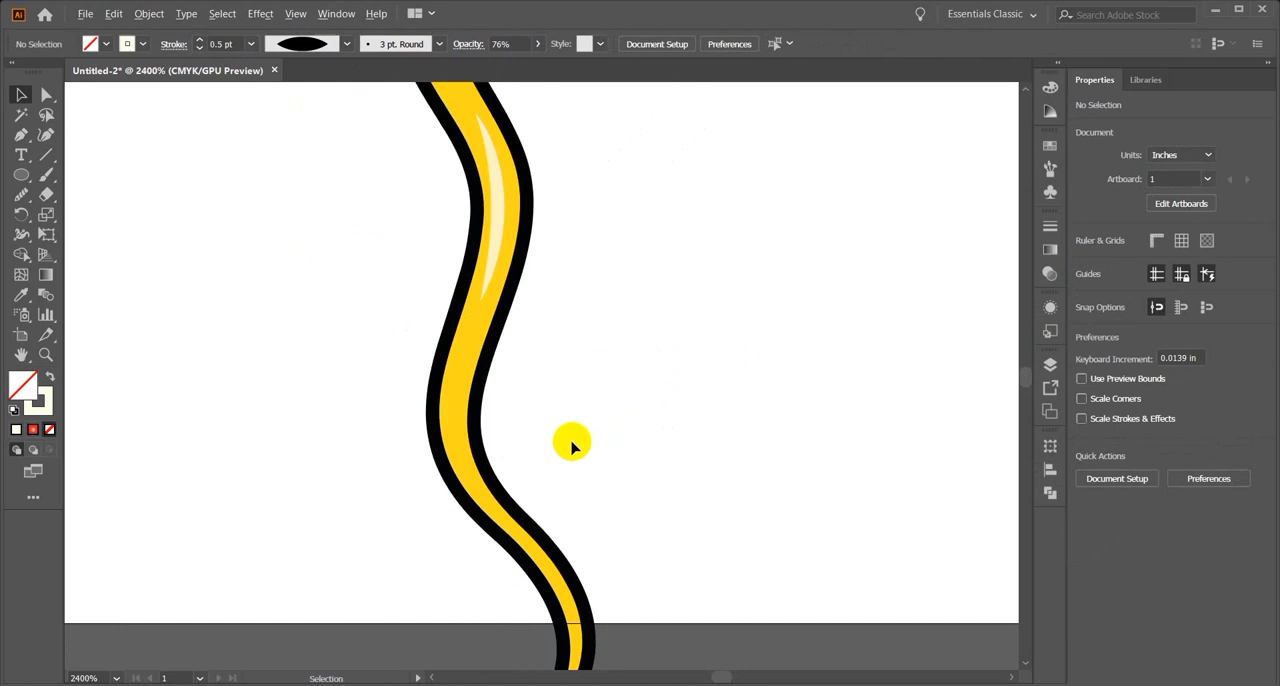 Ai File Edit Object Type Select Effect View Window Help Essentials Classic Search Adobe Stock
No Selection Stroke: 0.5 pt 3 pt. Round Opacity: 76% Style: Document Setup Preferences
Untitled-2* @ 2400% (CMYK/GPU Preview)
Properties Libraries
No Selection
Document
Units: Inches
Artboard: 1
Edit Artboards
Ruler & Grids
Guides
Snap Options
Preferences
Keyboard Increment: 0.0139 in
Use Preview Bounds
Scale Corners
Scale Strokes & Effects
Quick Actions
Document Setup Preferences
2400% 1 Selection